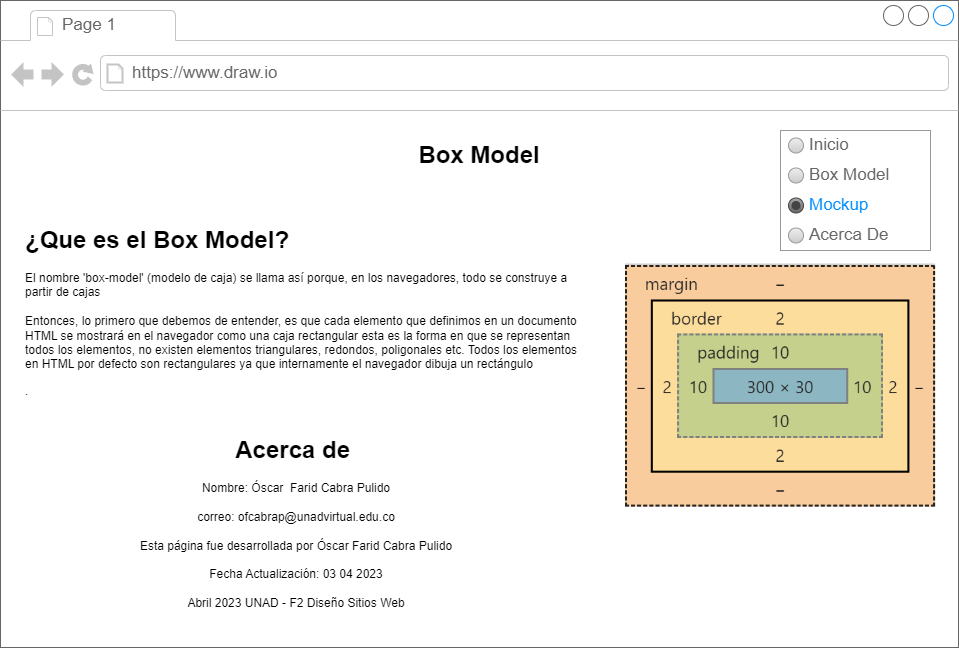 Page 1
https://www.draw.io
Box Model
Inicio
Box Model
Mockup
Acerca De
¿Que es el Box Model?
El nombre 'box-model' (modelo de caja) se llama así porque, en los navegadores, todo se construye a
partir de cajas
Entonces, lo primero que debemos de entender, es que cada elemento que definimos en un documento
HTML se mostrará en el navegador como una caja rectangular esta es la forma en que se representan
todos los elementos, no existen elementos triangulares, redondos, poligonales etc. Todos los elementos
en HTML por defecto son rectangulares ya que internamente el navegador dibuja un rectángulo
.
margin –
border 2
padding 10
– 2 10 300 × 30 10 2 –
10
2
–
Acerca de
Nombre: Óscar  Farid Cabra Pulido
correo: ofcabrap@unadvirtual.edu.co
Esta página fue desarrollada por Óscar Farid Cabra Pulido
Fecha Actualización: 03 04 2023
Abril 2023 UNAD - F2 Diseño Sitios Web